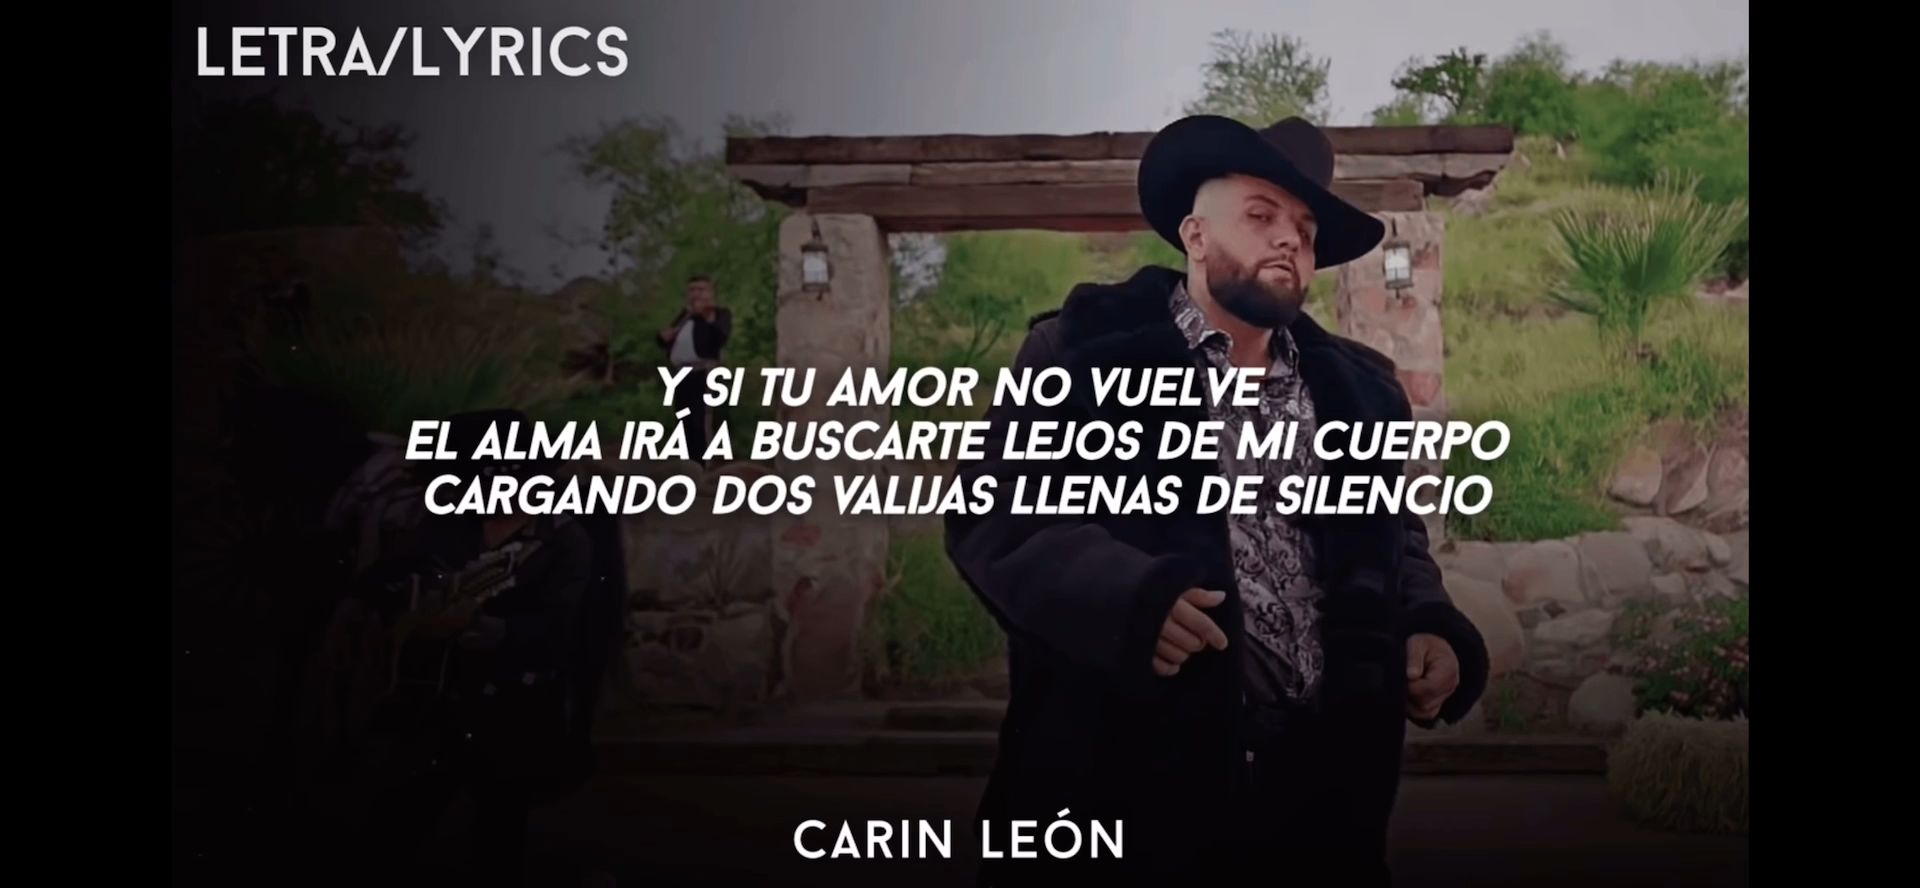 LETRA/LYRICS
Y SI TU AMOR NO VUELVE
EL ALMA IRÁ A BUSCARTE LEJOS DE MI CUERPO
CARGANDO DOS VALIJAS LLENAS DE SILENCIO
CARIN LEÓN